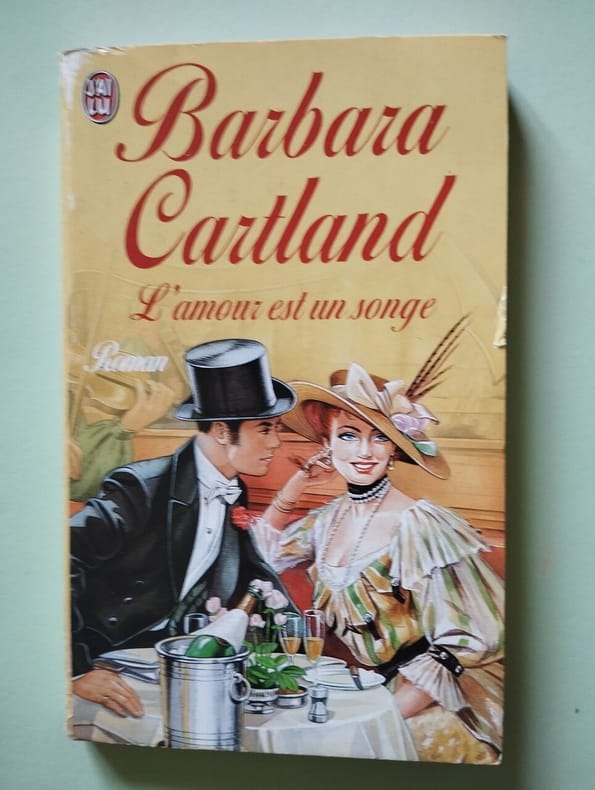 J'AI
LU
Barbara
Cartland
L'amour est un songe
Roman